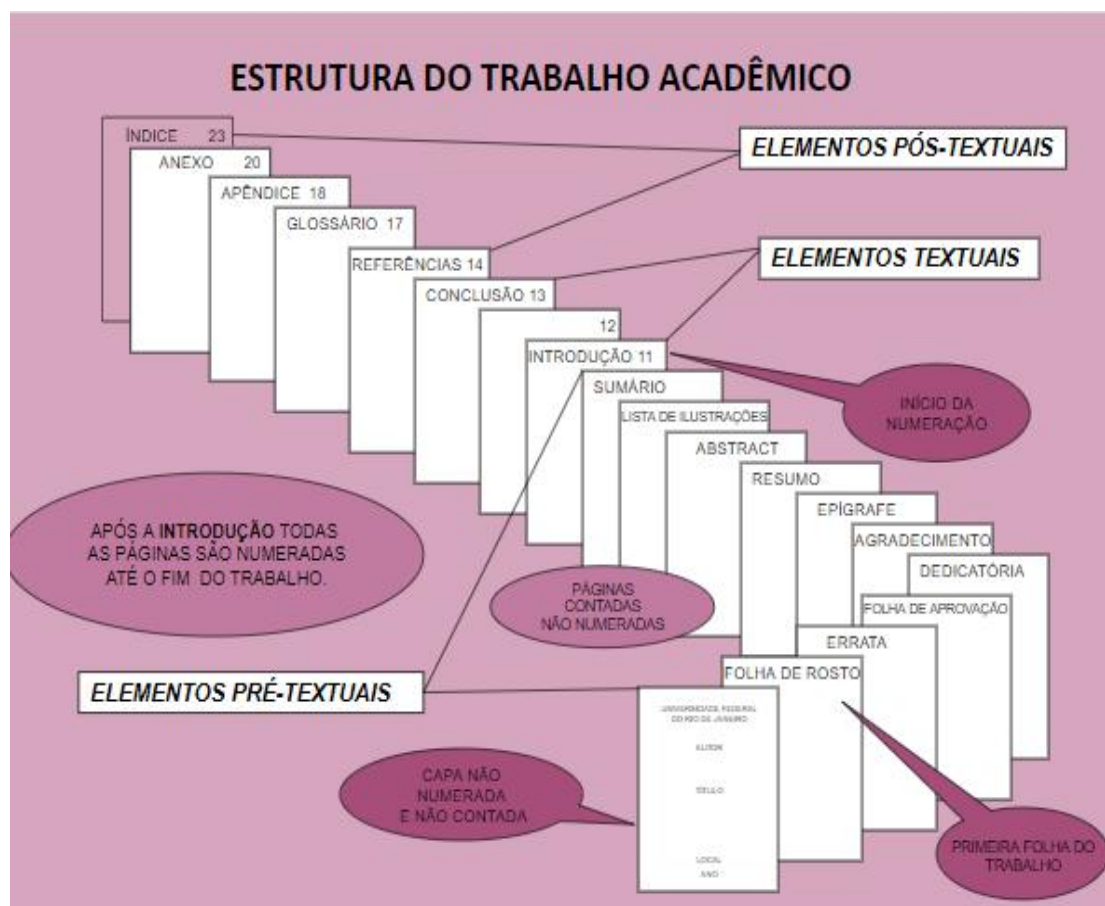 ESTRUTURA DO TRABALHO ACADÊMICO
ÍNDICE 23
ANEXO 20
APÊNDICE 18
GLOSSÁRIO 17
REFERÊNCIAS 14
CONCLUSÃO 13
12
INTRODUÇÃO 11
SUMÁRIO
LISTA DE ILUSTRAÇÕES
ABSTRACT
RESUMO
EPÍGRAFE
AGRADECIMENTO
DEDICATÓRIA
FOLHA DE APROVAÇÃO
ERRATA
FOLHA DE ROSTO
UNIVERSIDADE FEDERAL
DO RIO DE JANEIRO
AUTOR
TÍTULO
LOCAL
ANO
ELEMENTOS PÓS-TEXTUAIS
ELEMENTOS TEXTUAIS
INÍCIO DA
NUMERAÇÃO
APÓS A INTRODUÇÃO TODAS
AS PÁGINAS SÃO NUMERADAS
ATÉ O FIM DO TRABALHO.
PÁGINAS
CONTADAS
NÃO NUMERADAS
ELEMENTOS PRÉ-TEXTUAIS
CAPA NÃO
NUMERADA
E NÃO CONTADA
PRIMEIRA FOLHA DO
TRABALHO